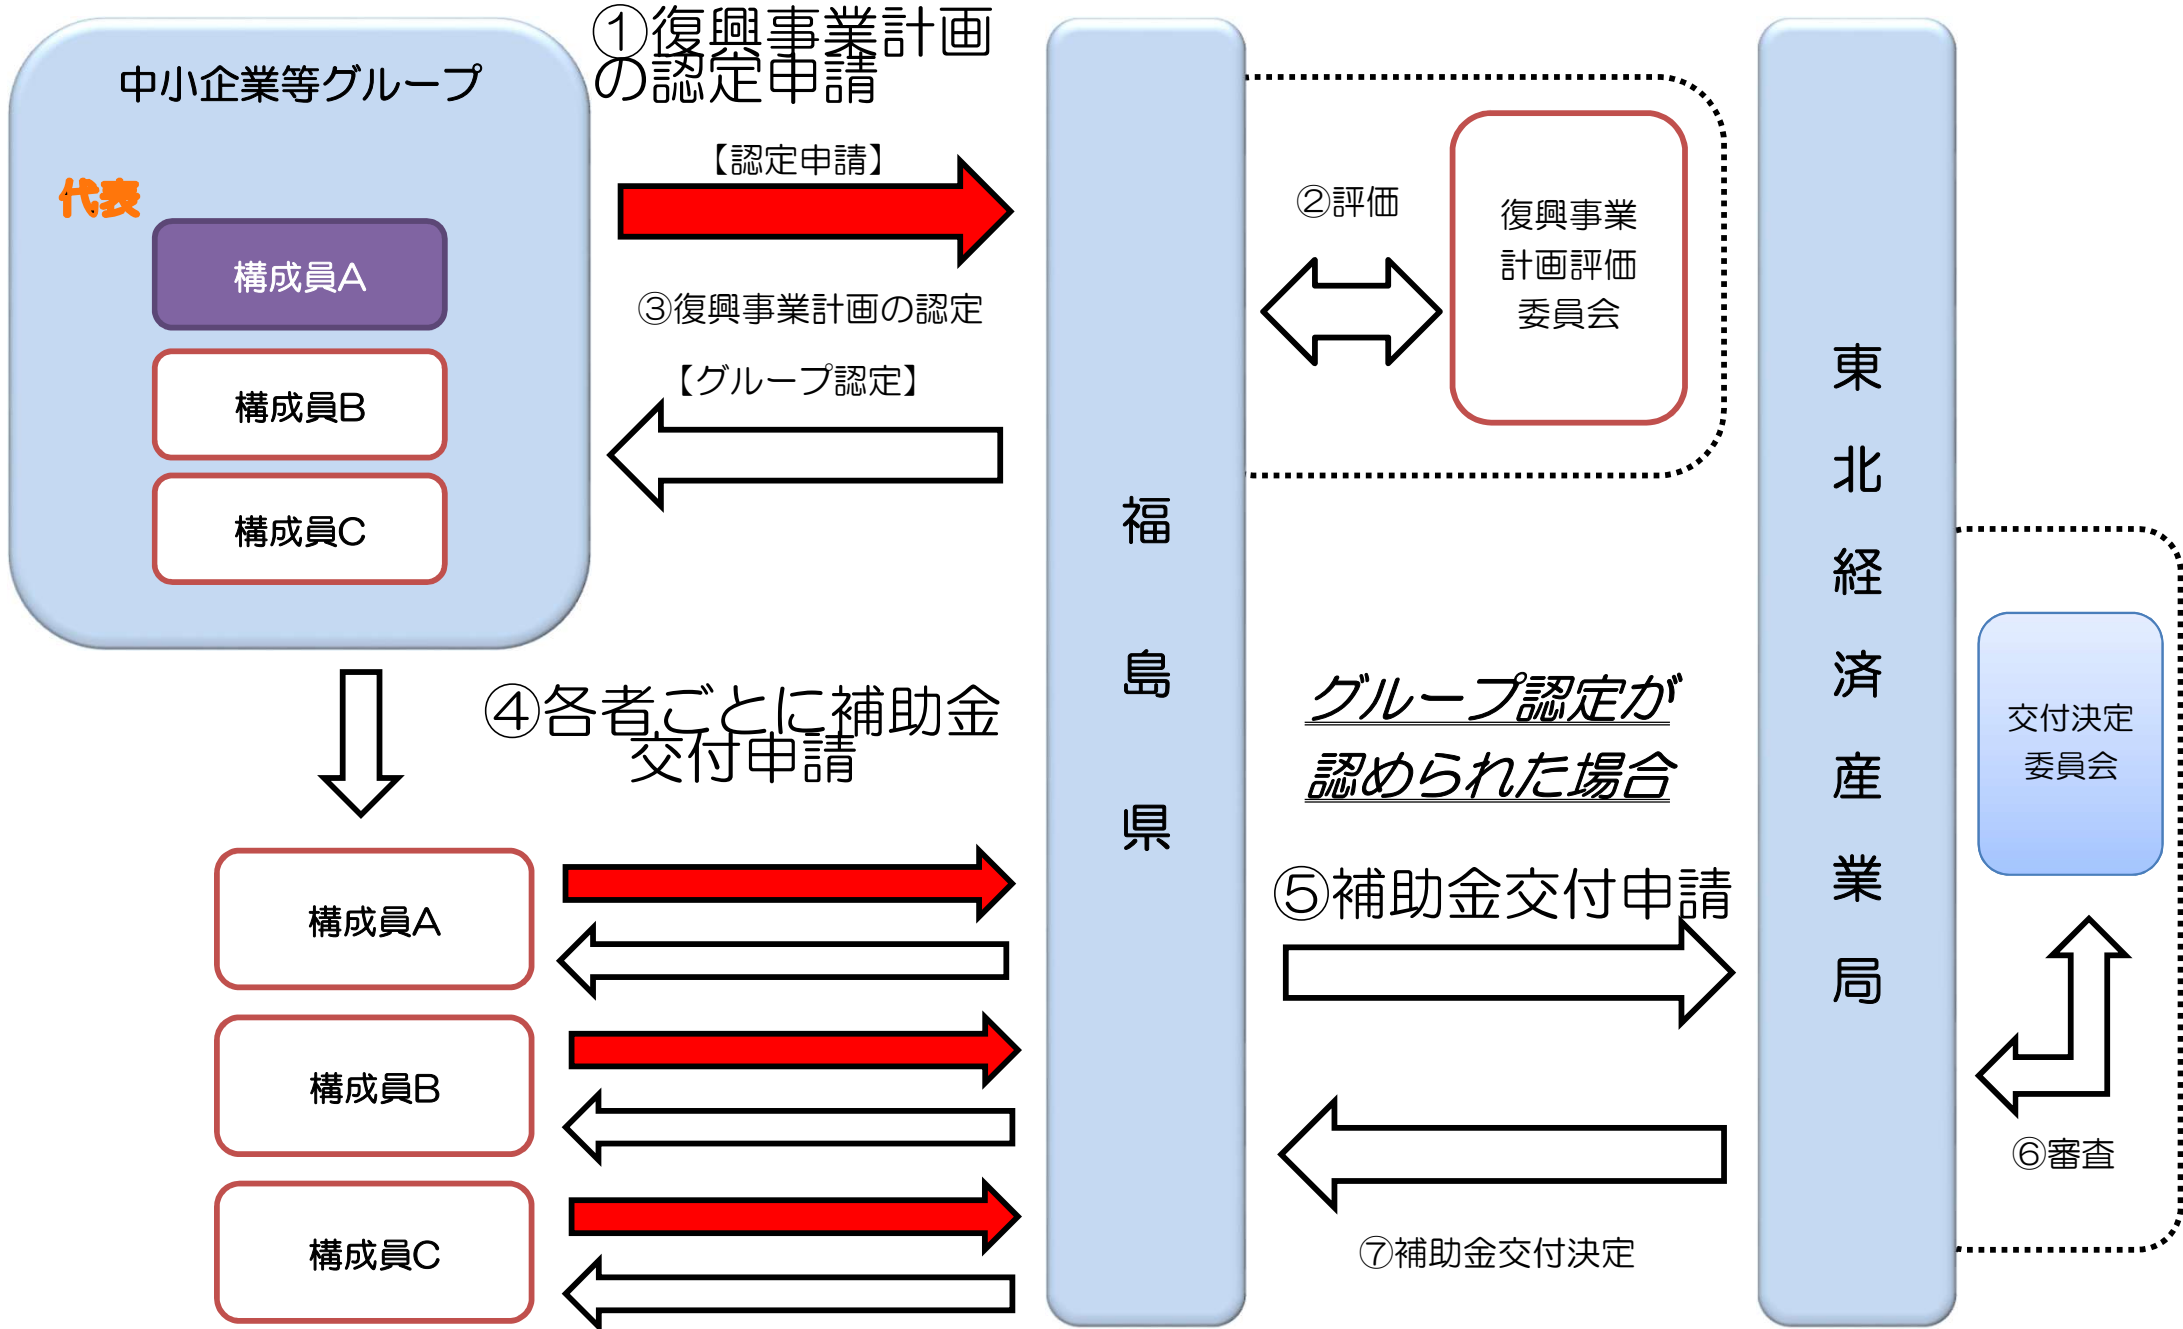 中小企業等グループ
代表
構成員A
構成員B
構成員C
①復興事業計画
の認定申請
【認定申請】
③復興事業計画の認定
【グループ認定】
②評価
復興事業
計画評価
委員会
福島県
東北経済産業局
④各者ごとに補助金
交付申請
グループ認定が
認められた場合
⑤補助金交付申請
交付決定
委員会
⑥審査
⑦補助金交付決定
構成員A
構成員B
構成員C